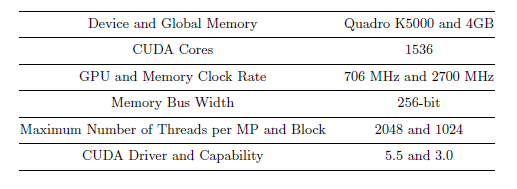 Device and Global Memory Quadro K5000 and 4GB
CUDA Cores 1536
GPU and Memory Clock Rate 706 MHz and 2700 MHz
Memory Bus Width 256-bit
Maximum Number of Threads per MP and Block 2048 and 1024
CUDA Driver and Capability 5.5 and 3.0